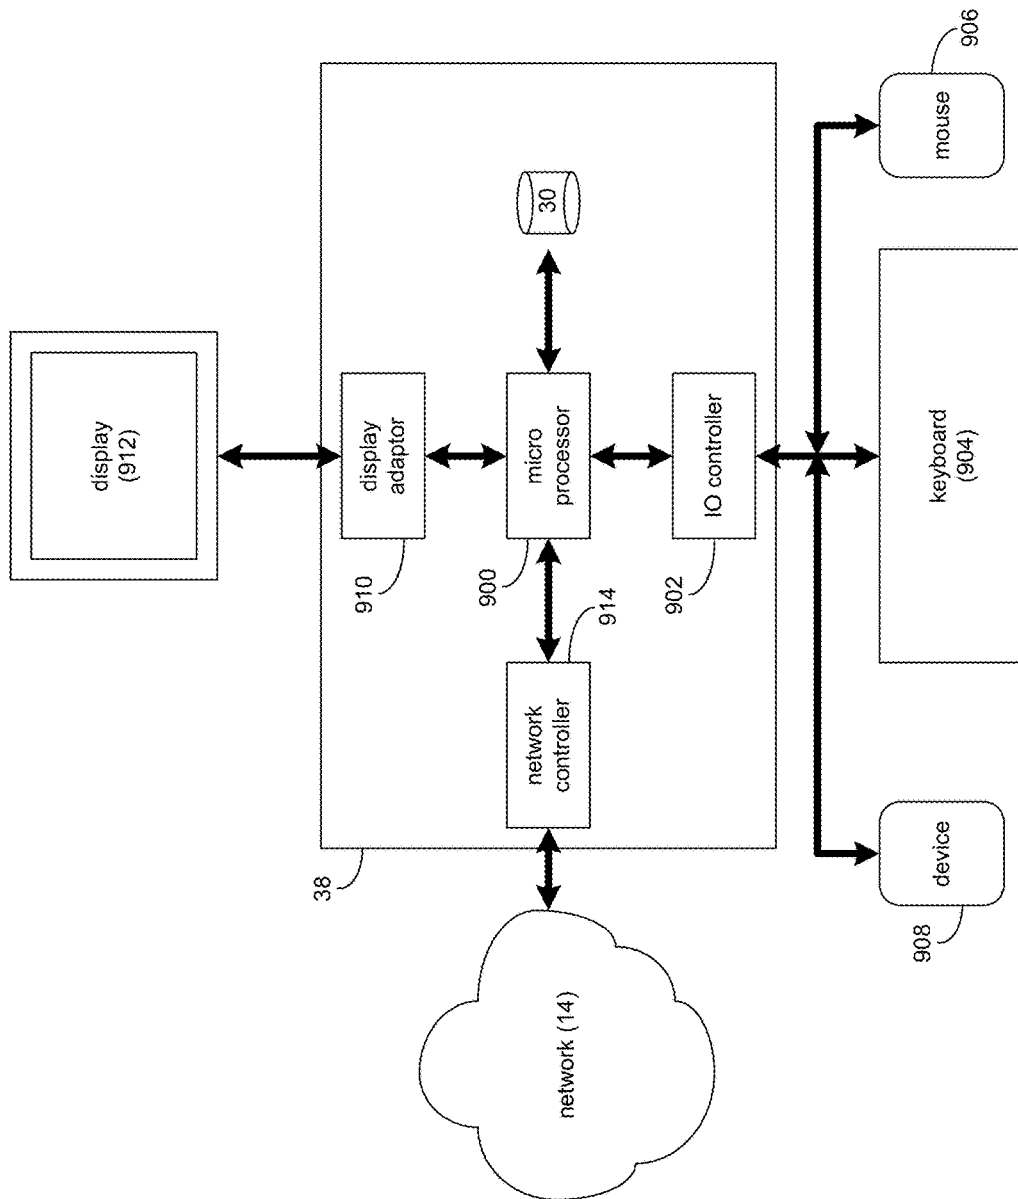 display
(912)
38
910
display
adaptor
network
controller
914
900
micro
processor
30
network (14)
902
IO controller
908
device
keyboard
(904)
mouse
906